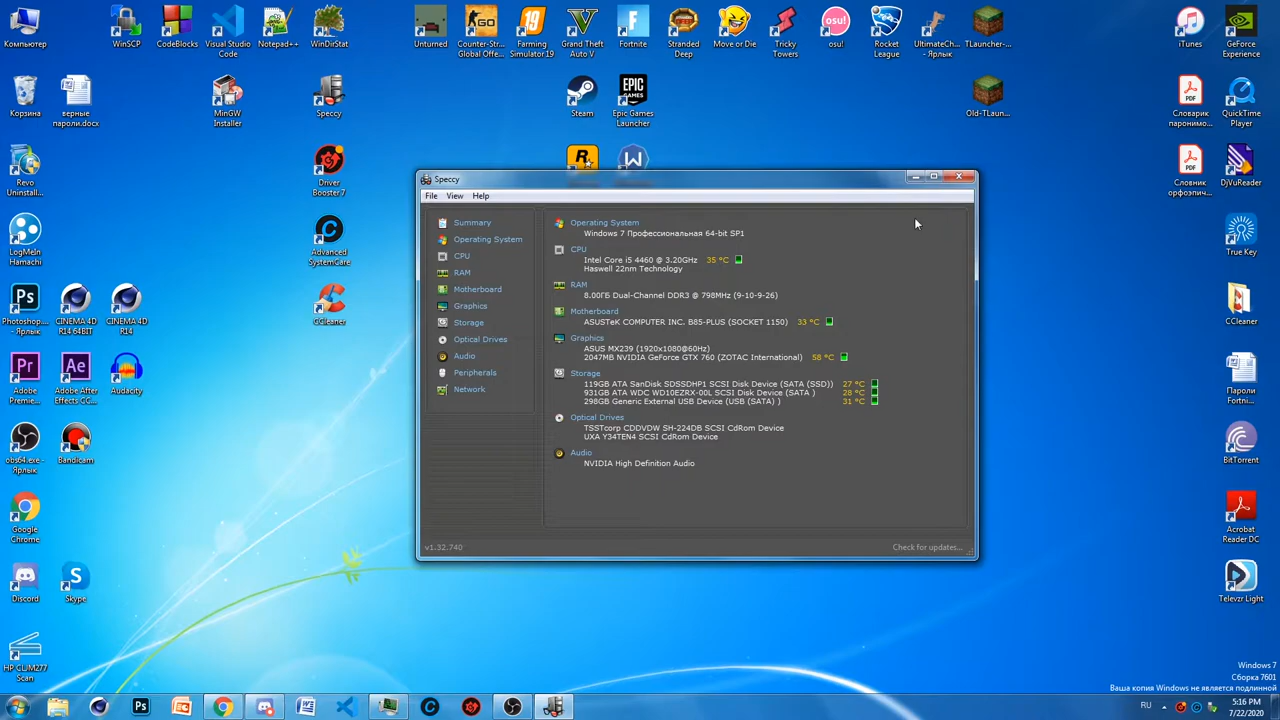 Компьютер
WinSCP
CodeBlocks
Visual Studio
Code
Notepad++
WinDirStat
Unturned
Counter-Str...
Global Offe...
Farming
Simulator19
Grand Theft
Auto V
Fortnite
Stranded
Deep
Move or Die
Tricky
Towers
osu!
Rocket
League
UltimateCh...
- Ярлык
TLauncher-...
iTunes
GeForce
Experience
Корзина
верные
пароли.docx
MinGW
Installer
Speccy
Steam
Epic Games
Launcher
Old-TLaun...
Словарик
паронимо...
QuickTime
Player
Revo
Uninstall...
Driver
Booster 7
Словник
орфоэпич...
DjVuReader
LogMeIn
Hamachi
Advanced
SystemCare
True Key
Photoshop....
- Ярлык
CINEMA 4D
R14 64BIT
CINEMA 4D
R14
CCleaner
CCleaner
Adobe
Premie...
Adobe After
Effects CC...
Audacity
Пароли
Fortni...
obs64.exe -
Ярлык
Bandicam
BitTorrent
Google
Chrome
Acrobat
Reader DC
Discord
Skype
Televzr Light
HP CLJM277
Scan
Speccy
File View Help
Summary
Operating System
CPU
RAM
Motherboard
Graphics
Storage
Optical Drives
Audio
Peripherals
Network
Operating System
Windows 7 Профессиональная 64-bit SP1
CPU
Intel Core i5 4460 @ 3.20GHz 35 °C
Haswell 22nm Technology
RAM
8.00ГБ Dual-Channel DDR3 @ 798MHz (9-10-9-26)
Motherboard
ASUSTeK COMPUTER INC. B85-PLUS (SOCKET 1150) 33 °C
Graphics
ASUS MX239 (1920x1080@60Hz)
2047MB NVIDIA GeForce GTX 760 (ZOTAC International) 58 °C
Storage
119GB ATA SanDisk SDSSDHP1 SCSI Disk Device (SATA (SSD)) 27 °C
931GB ATA WDC WD10EZRX-00L SCSI Disk Device (SATA ) 28 °C
298GB Generic External USB Device (USB (SATA) ) 31 °C
Optical Drives
TSSTcorp CDDVDW SH-224DB SCSI CdRom Device
UXA Y34TEN4 SCSI CdRom Device
Audio
NVIDIA High Definition Audio
v1.32.740
Check for updates...
Windows 7
Сборка 7601
Ваша копия Windows не является подлинной
RU
5:16 PM
7/22/2020